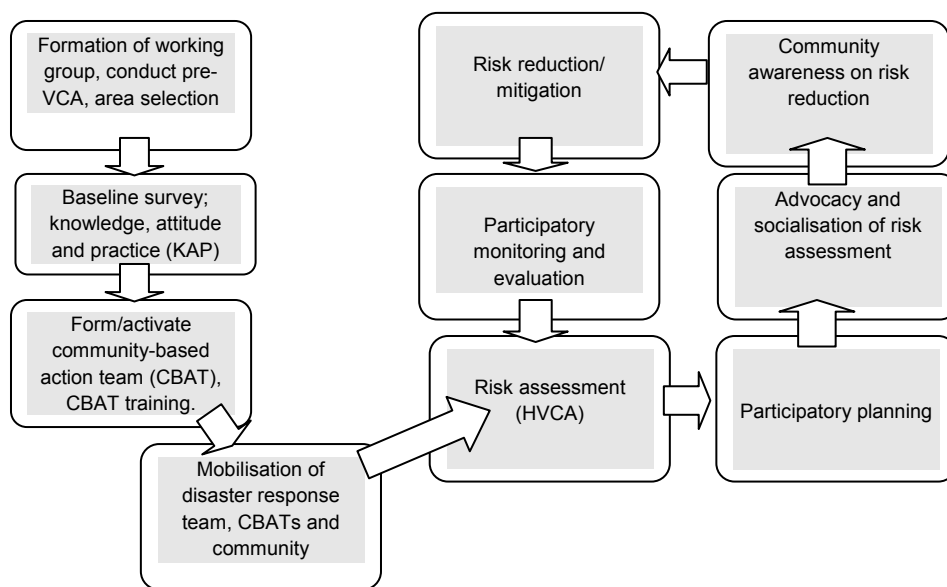 Formation of working
group, conduct pre-
VCA, area selection
Baseline survey;
knowledge, attitude
and practice (KAP)
Form/activate
community-based
action team (CBAT),
CBAT training.
Mobilisation of
disaster response
team, CBATs and
community
Risk assessment
(HVCA)
Participatory planning
Advocacy and
socialisation of risk
assessment
Community
awareness on risk
reduction
Risk reduction/
mitigation
Participatory
monitoring and
evaluation